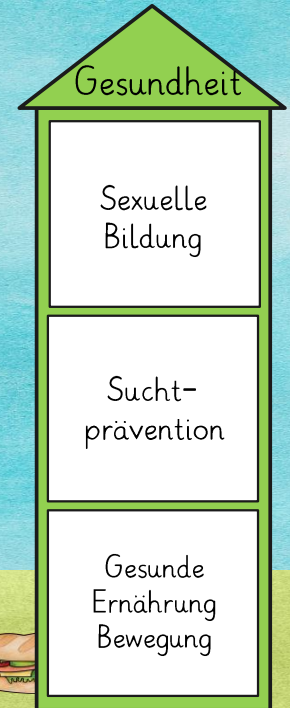 Gesundheit
Sexuelle
Bildung
Sucht-
prävention
Gesunde
Ernährung
Bewegung